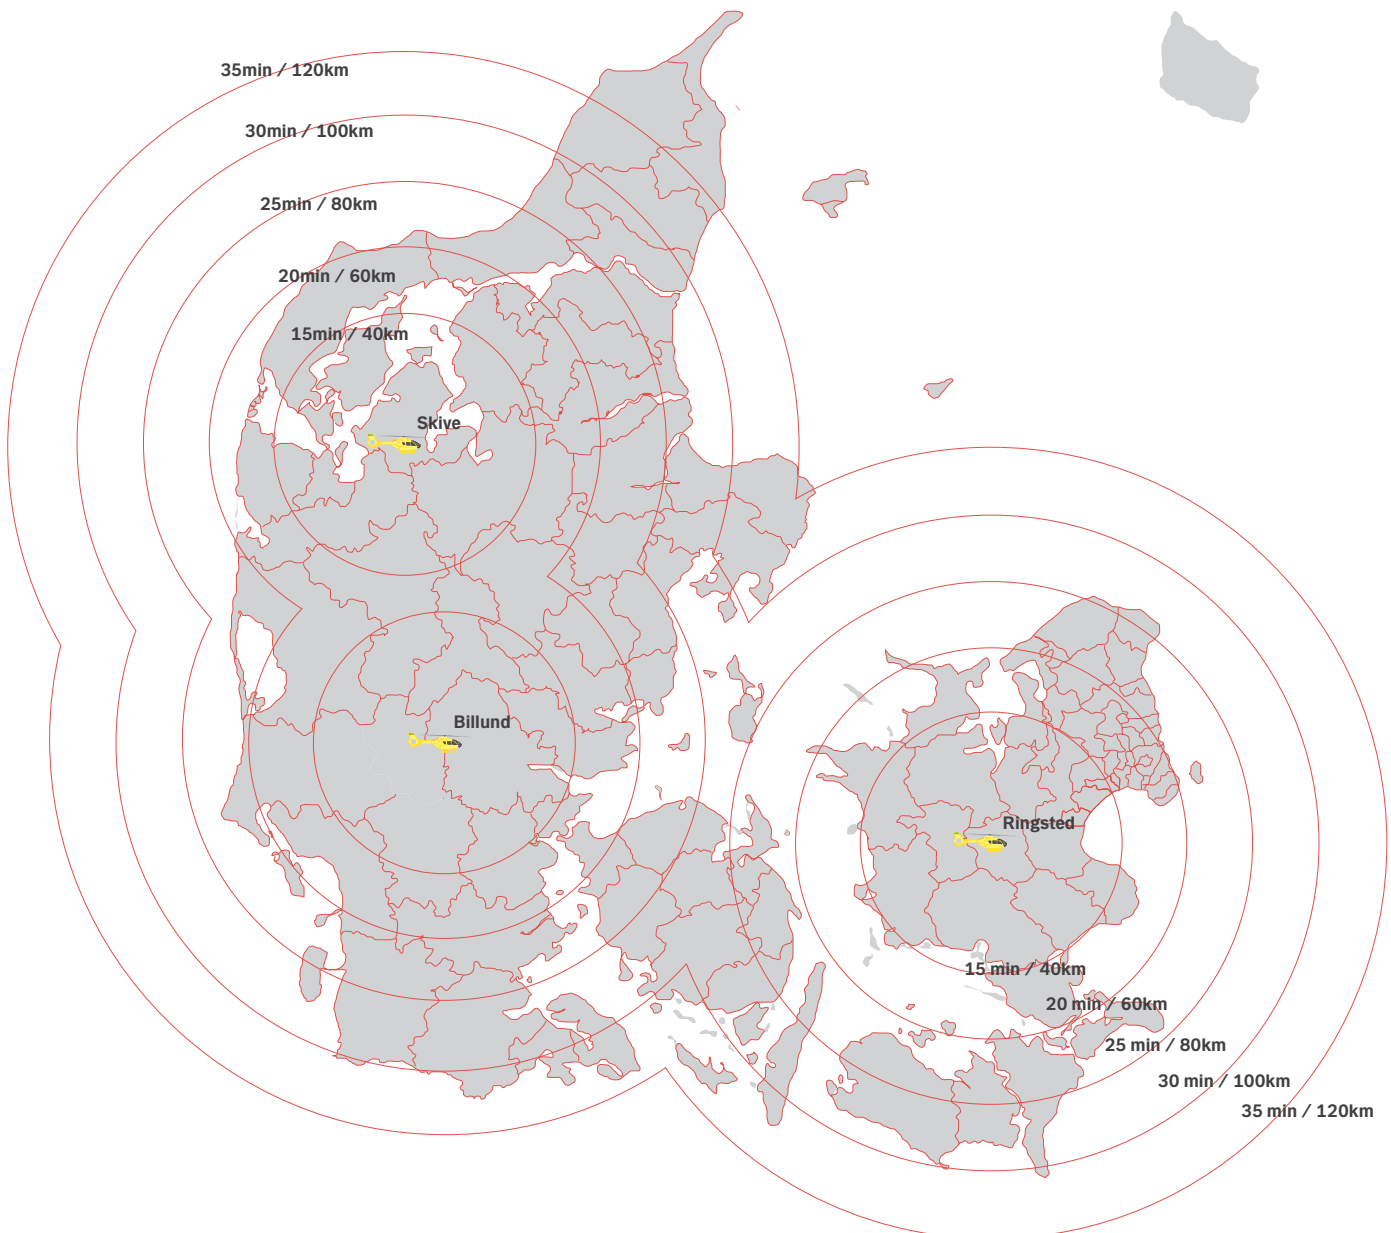 35min / 120km
30min / 100km
25min / 80km
20min / 60km
15min / 40km
Skive
Billund
Ringsted
15 min / 40km
20 min / 60km
25 min / 80km
30 min / 100km
35 min / 120km